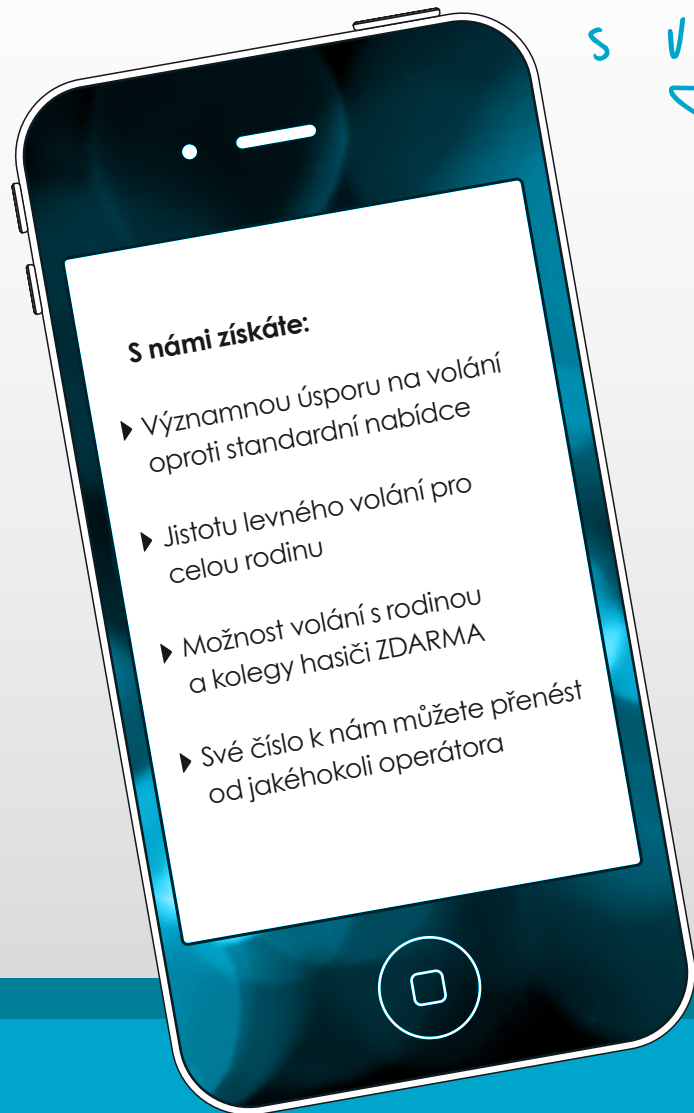 S V
S námi získáte:
Významnou úsporu na volání
oproti standardní nabídce
Jistotu levného volání pro
celou rodinu
Možnost volání s rodinou
a kolegy hasiči ZDARMA
Své číslo k nám můžete přenést
od jakéhokoli operátora